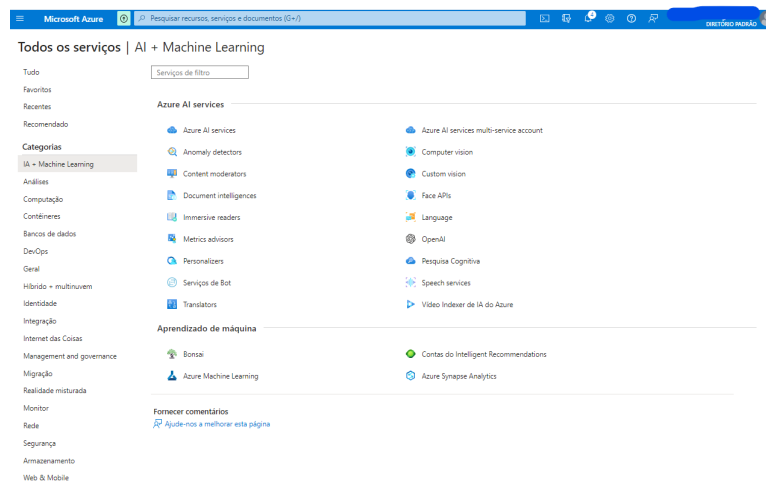 Microsoft Azure
Pesquisar recursos, serviços e documentos (G+/)
4
DIRETÓRIO PADRÃO
Todos os serviços | AI + Machine Learning
Tudo
Favoritos
Recentes
Recomendado
Categorias
IA + Machine Learning
Análises
Computação
Contêineres
Bancos de dados
DevOps
Geral
Híbrido + multinuvem
Identidade
Integração
Internet das Coisas
Management and governance
Migração
Realidade misturada
Monitor
Rede
Segurança
Armazenamento
Web & Mobile
Serviços de filtro
Azure AI services
Azure AI services
Azure AI services multi-service account
Anomaly detectors
Computer vision
Content moderators
Custom vision
Document intelligences
Face APIs
Immersive readers
Language
Metrics advisors
OpenAI
Personalizers
Pesquisa Cognitiva
Serviços de Bot
Speech services
Translators
Vídeo Indexer de IA do Azure
Aprendizado de máquina
Bonsai
Contas do Intelligent Recommendations
Azure Machine Learning
Azure Synapse Analytics
Fornecer comentários
Ajude-nos a melhorar esta página